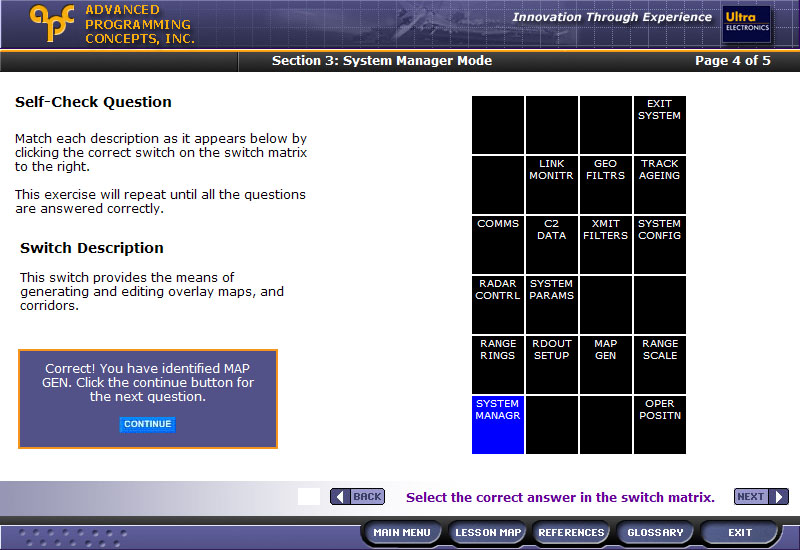 apc ADVANCED
PROGRAMMING
CONCEPTS, INC.
Innovation Through Experience
Ultra
ELECTRONICS
Section 3: System Manager Mode
Page 4 of 5
Self-Check Question
Match each description as it appears below by
clicking the correct switch on the switch matrix
to the right.
This exercise will repeat until all the questions
are answered correctly.
Switch Description
This switch provides the means of
generating and editing overlay maps, and
corridors.
Correct! You have identified MAP
GEN. Click the continue button for
the next question.
CONTINUE
EXIT
SYSTEM
LINK
MONITR
GEO
FILTRS
TRACK
AGEING
COMMS
C2
DATA
XMIT
FILTERS
SYSTEM
CONFIG
RADAR
CONTRL
SYSTEM
PARAMS
RANGE
RINGS
RDOUT
SETUP
MAP
GEN
RANGE
SCALE
SYSTEM
MANAGR
OPER
POSITN
BACK
Select the correct answer in the switch matrix.
NEXT
MAIN MENU
LESSON MAP
REFERENCES
GLOSSARY
EXIT